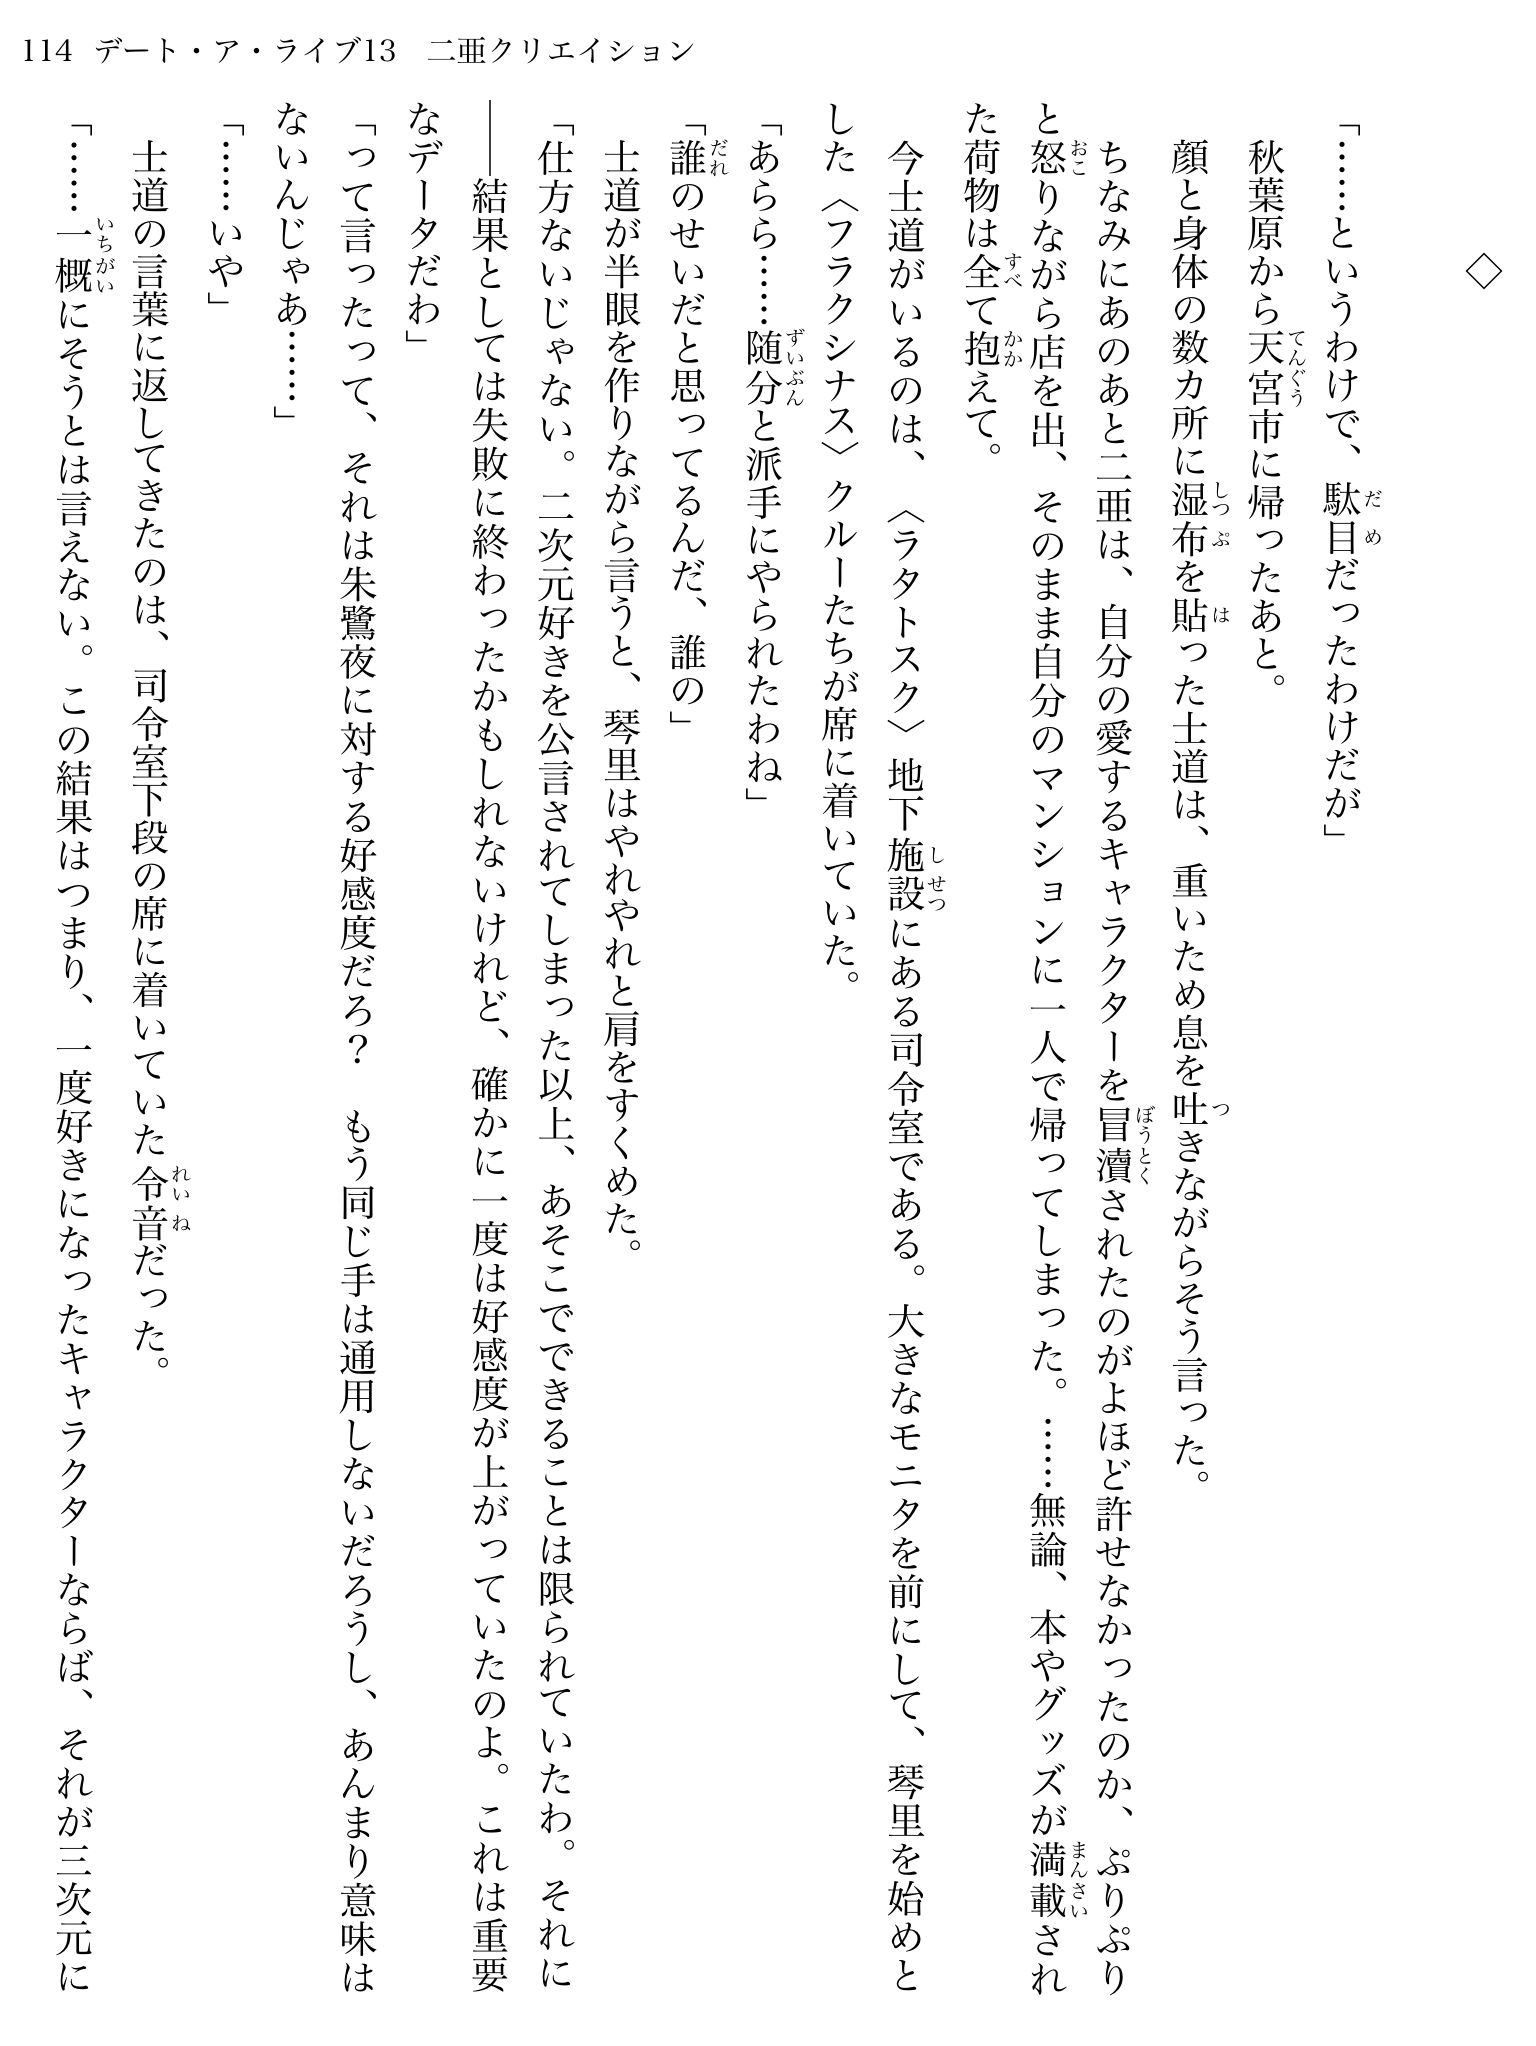 114 デート・ア・ライブ13　二亜クリエイション
◇
「……というわけで、駄目だったわけだが」
秋葉原から天宮市に帰ったあと。
顔と身体の数カ所に湿布を貼った士道は、重いため息を吐きながらそう言った。
ちなみにあのあと二亜は、自分の愛するキャラクターを冒瀆されたのがよほど許せなかったのか、ぷりぷり
と怒りながら店を出、そのまま自分のマンションに一人で帰ってしまった。……無論、本やグッズが満載され
た荷物は全て抱えて。
今士道がいるのは、〈ラタトスク〉地下施設にある司令室である。大きなモニタを前にして、琴里を始めと
した〈フラクシナス〉クルーたちが席に着いていた。
「あらら……随分と派手にやられたわね」
「誰のせいだと思ってるんだ、誰の」
士道が半眼を作りながら言うと、琴里はやれやれと肩をすくめた。
「仕方ないじゃない。二次元好きを公言されてしまった以上、あそこでできることは限られていたわ。それに
――結果としては失敗に終わったかもしれないけれど、確かに一度は好感度が上がっていたのよ。これは重要
なデータだわ」
「って言ったって、それは朱鷺夜に対する好感度だろ？　もう同じ手は通用しないだろうし、あんまり意味は
ないんじゃあ……」
「……いや」
士道の言葉に返してきたのは、司令室下段の席に着いていた令音だった。
「……一概にそうとは言えない。この結果はつまり、一度好きになったキャラクターならば、それが三次元に